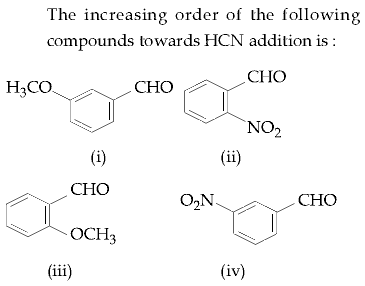 The increasing order of the following
compounds towards HCN addition is :
H₃CO CHO CHO
NO₂
(i) (ii)
CHO O₂N CHO
OCH₃
(iii) (iv)